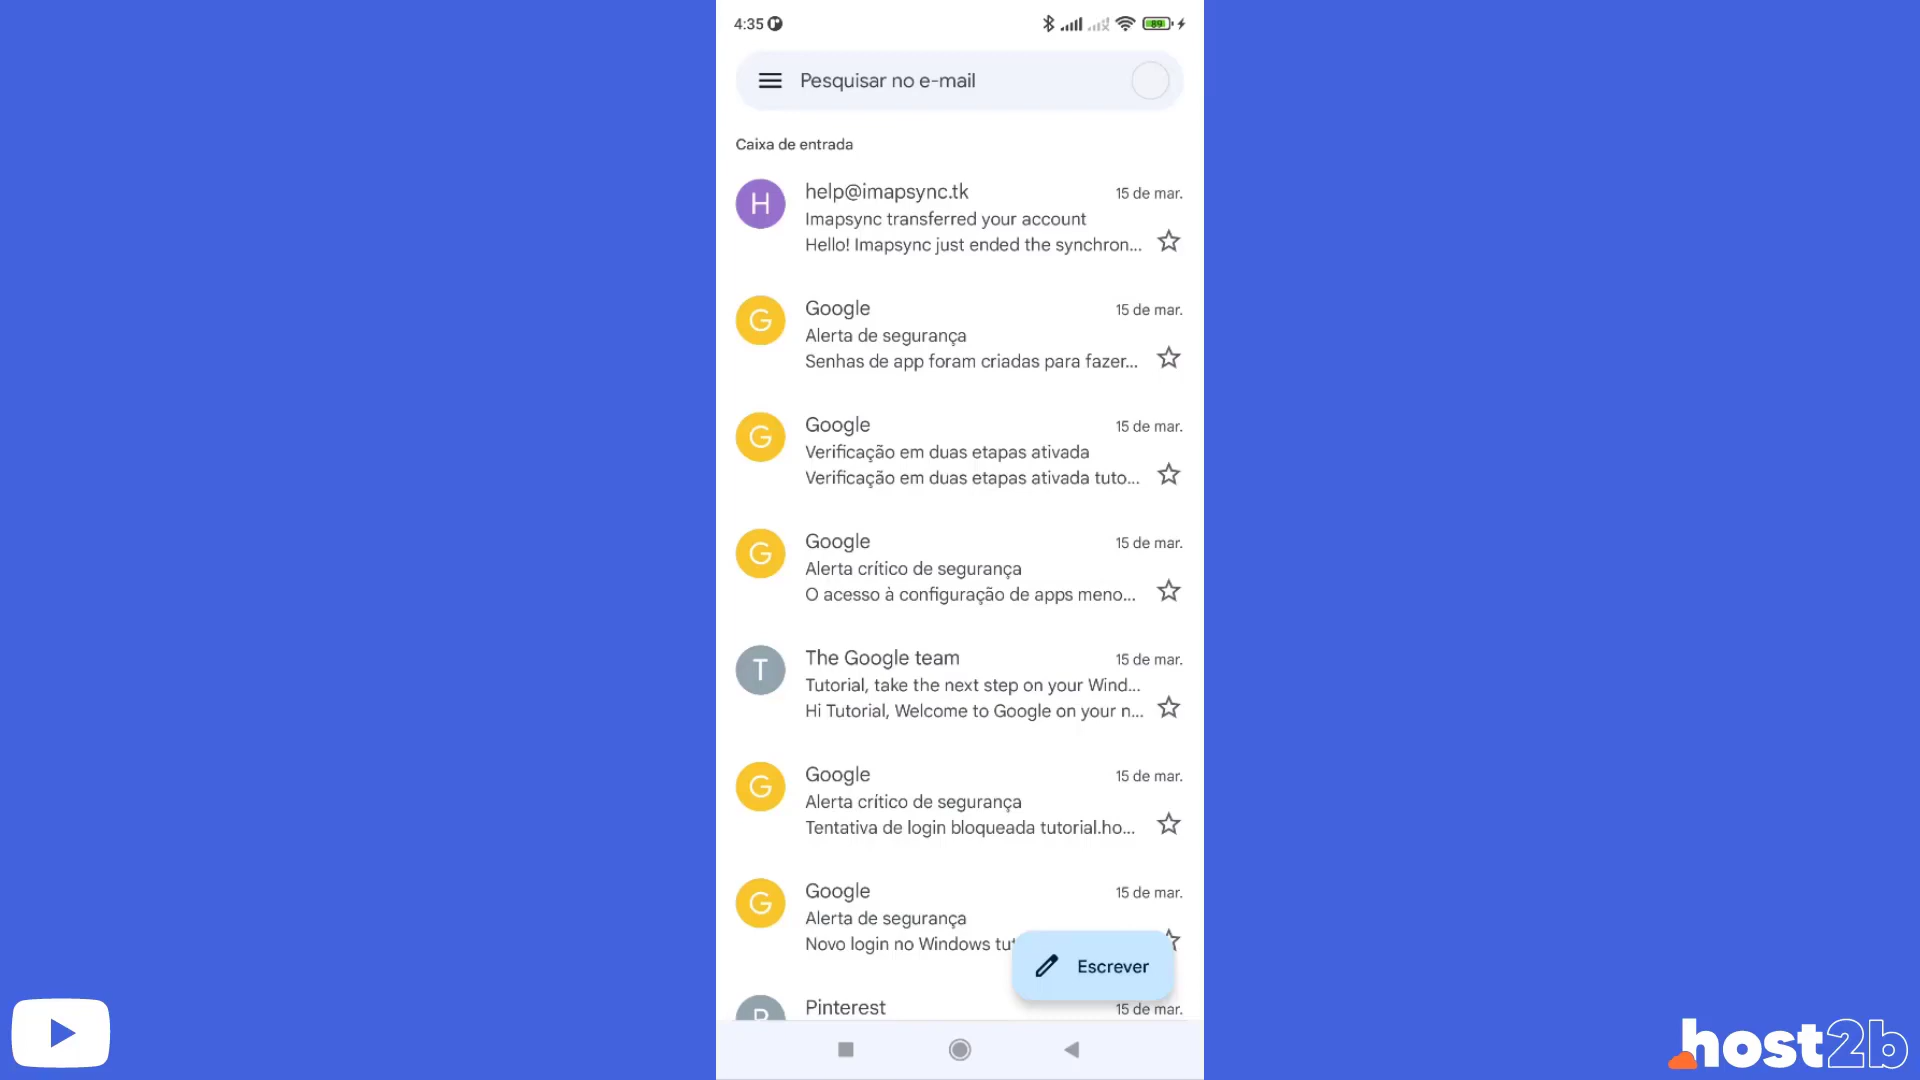 4:35
89
Pesquisar no e-mail
Caixa de entrada
H
help@imapsync.tk
15 de mar.
Imapsync transferred your account
Hello! Imapsync just ended the synchron...
G
Google
15 de mar.
Alerta de segurança
Senhas de app foram criadas para fazer...
G
Google
15 de mar.
Verificação em duas etapas ativada
Verificação em duas etapas ativada tuto...
G
Google
15 de mar.
Alerta crítico de segurança
O acesso à configuração de apps meno...
T
The Google team
15 de mar.
Tutorial, take the next step on your Wind...
Hi Tutorial, Welcome to Google on your n...
G
Google
15 de mar.
Alerta crítico de segurança
Tentativa de login bloqueada tutorial.ho...
G
Google
15 de mar.
Alerta de segurança
Novo login no Windows tut
Escrever
P
Pinterest
15 de mar.
host2b